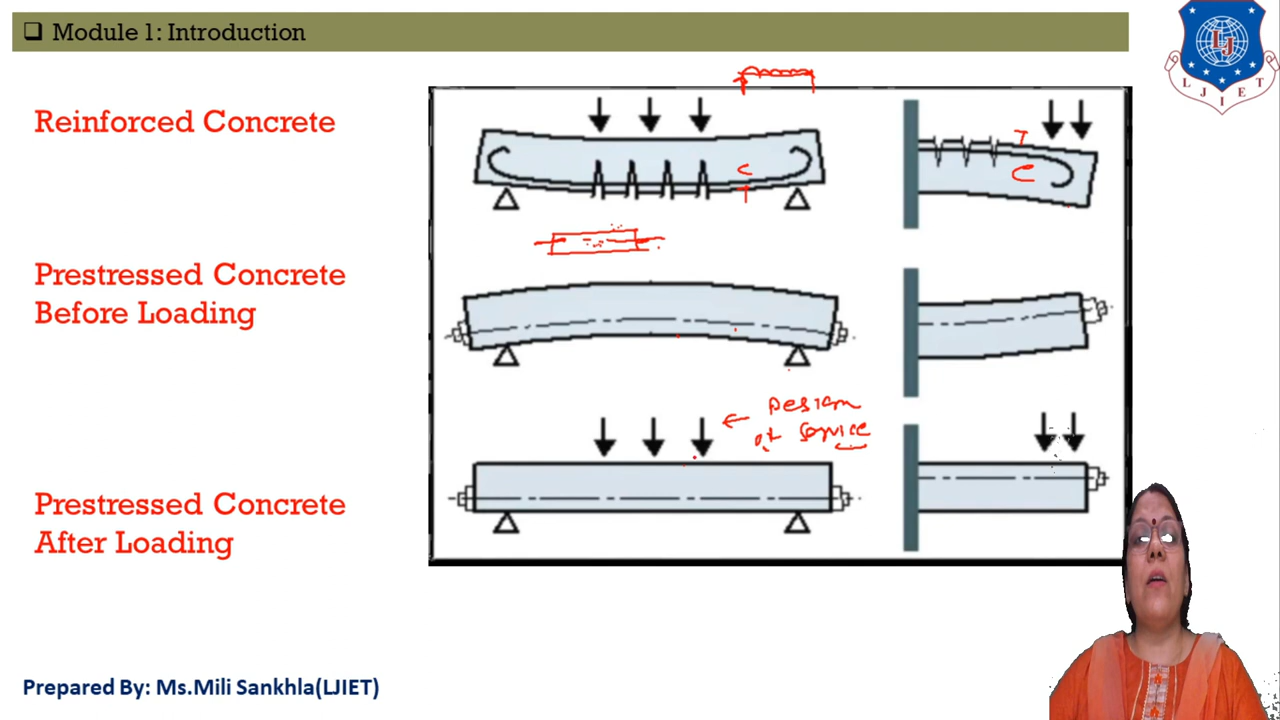 Module 1: Introduction
LJIET
Reinforced Concrete
C
T
T
C
Prestressed Concrete
Before Loading
Design
at service
Prestressed Concrete
After Loading
Prepared By: Ms.Mili Sankhla(LJIET)